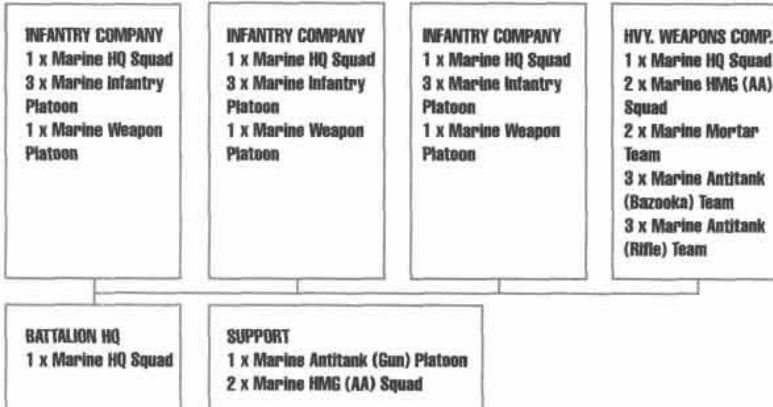 INFANTRY COMPANY
1 x Marine HQ Squad
3 x Marine Infantry
Platoon
1 x Marine Weapon
Platoon
INFANTRY COMPANY
1 x Marine HQ Squad
3 x Marine Infantry
Platoon
1 x Marine Weapon
Platoon
INFANTRY COMPANY
1 x Marine HQ Squad
3 x Marine Infantry
Platoon
1 x Marine Weapon
Platoon
HVY. WEAPONS COMP.
1 x Marine HQ Squad
2 x Marine HMG (AA)
Squad
2 x Marine Mortar
Team
3 x Marine Antitank
(Bazooka) Team
3 x Marine Antitank
(Rifle) Team
BATTALION HQ
1 x Marine HQ Squad
SUPPORT
1 x Marine Antitank (Gun) Platoon
2 x Marine HMG (AA) Squad